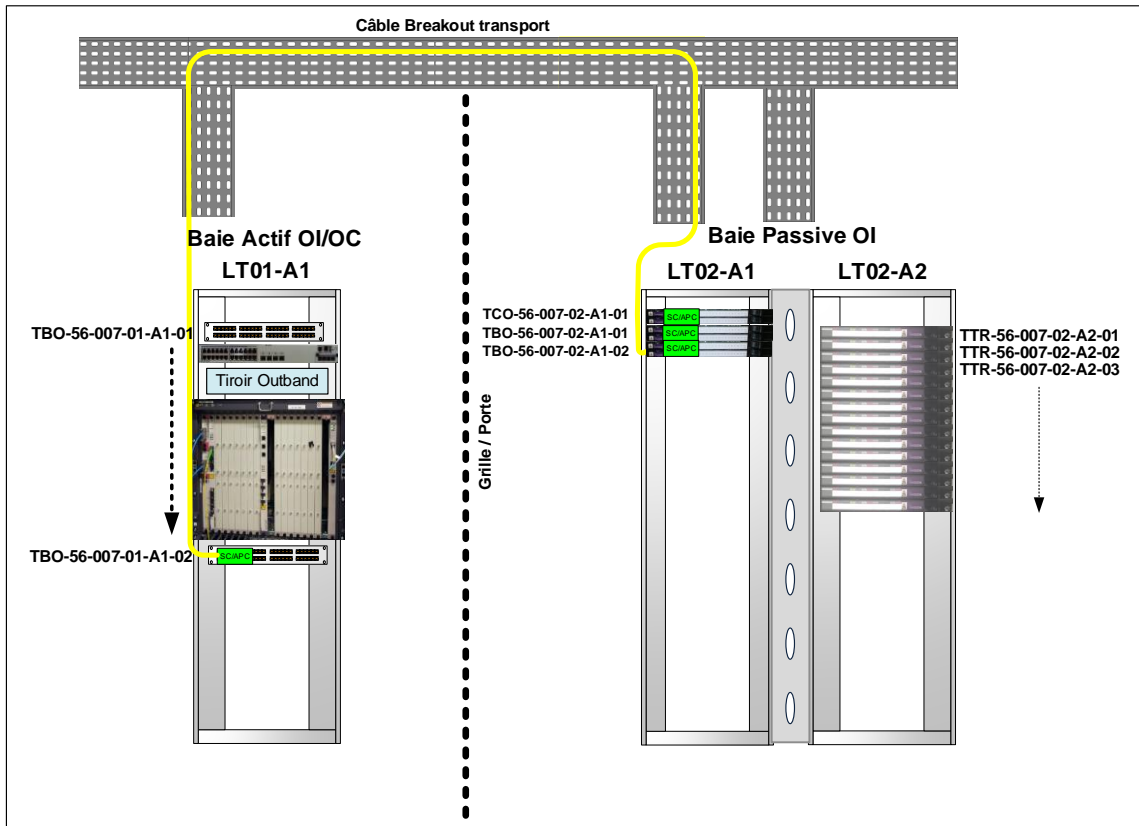 Câble Breakout transport
Baie Actif OI/OC
LT01-A1
Baie Passive OI
LT02-A1
LT02-A2
TBO-56-007-01-A1-01
Tiroir Outband
TBO-56-007-01-A1-02
SC/APC
Grille / Porte
TCO-56-007-02-A1-01
TBO-56-007-02-A1-01
TBO-56-007-02-A1-02
SC/APC
SC/APC
SC/APC
TTR-56-007-02-A2-01
TTR-56-007-02-A2-02
TTR-56-007-02-A2-03